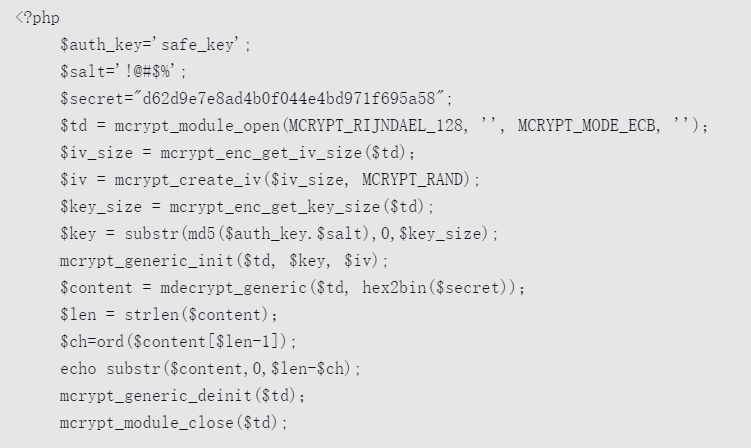 <?php
$auth_key='safe_key';
$salt='!@#$%';
$secret="d62d9e7e8ad4b0f044e4bd971f695a58";
$td = mcrypt_module_open(MCRYPT_RIJNDAEL_128, '', MCRYPT_MODE_ECB, '');
$iv_size = mcrypt_enc_get_iv_size($td);
$iv = mcrypt_create_iv($iv_size, MCRYPT_RAND);
$key_size = mcrypt_enc_get_key_size($td);
$key = substr(md5($auth_key.$salt),0,$key_size);
mcrypt_generic_init($td, $key, $iv);
$content = mdecrypt_generic($td, hex2bin($secret));
$len = strlen($content);
$ch=ord($content[$len-1]);
echo substr($content,0,$len-$ch);
mcrypt_generic_deinit($td);
mcrypt_module_close($td);